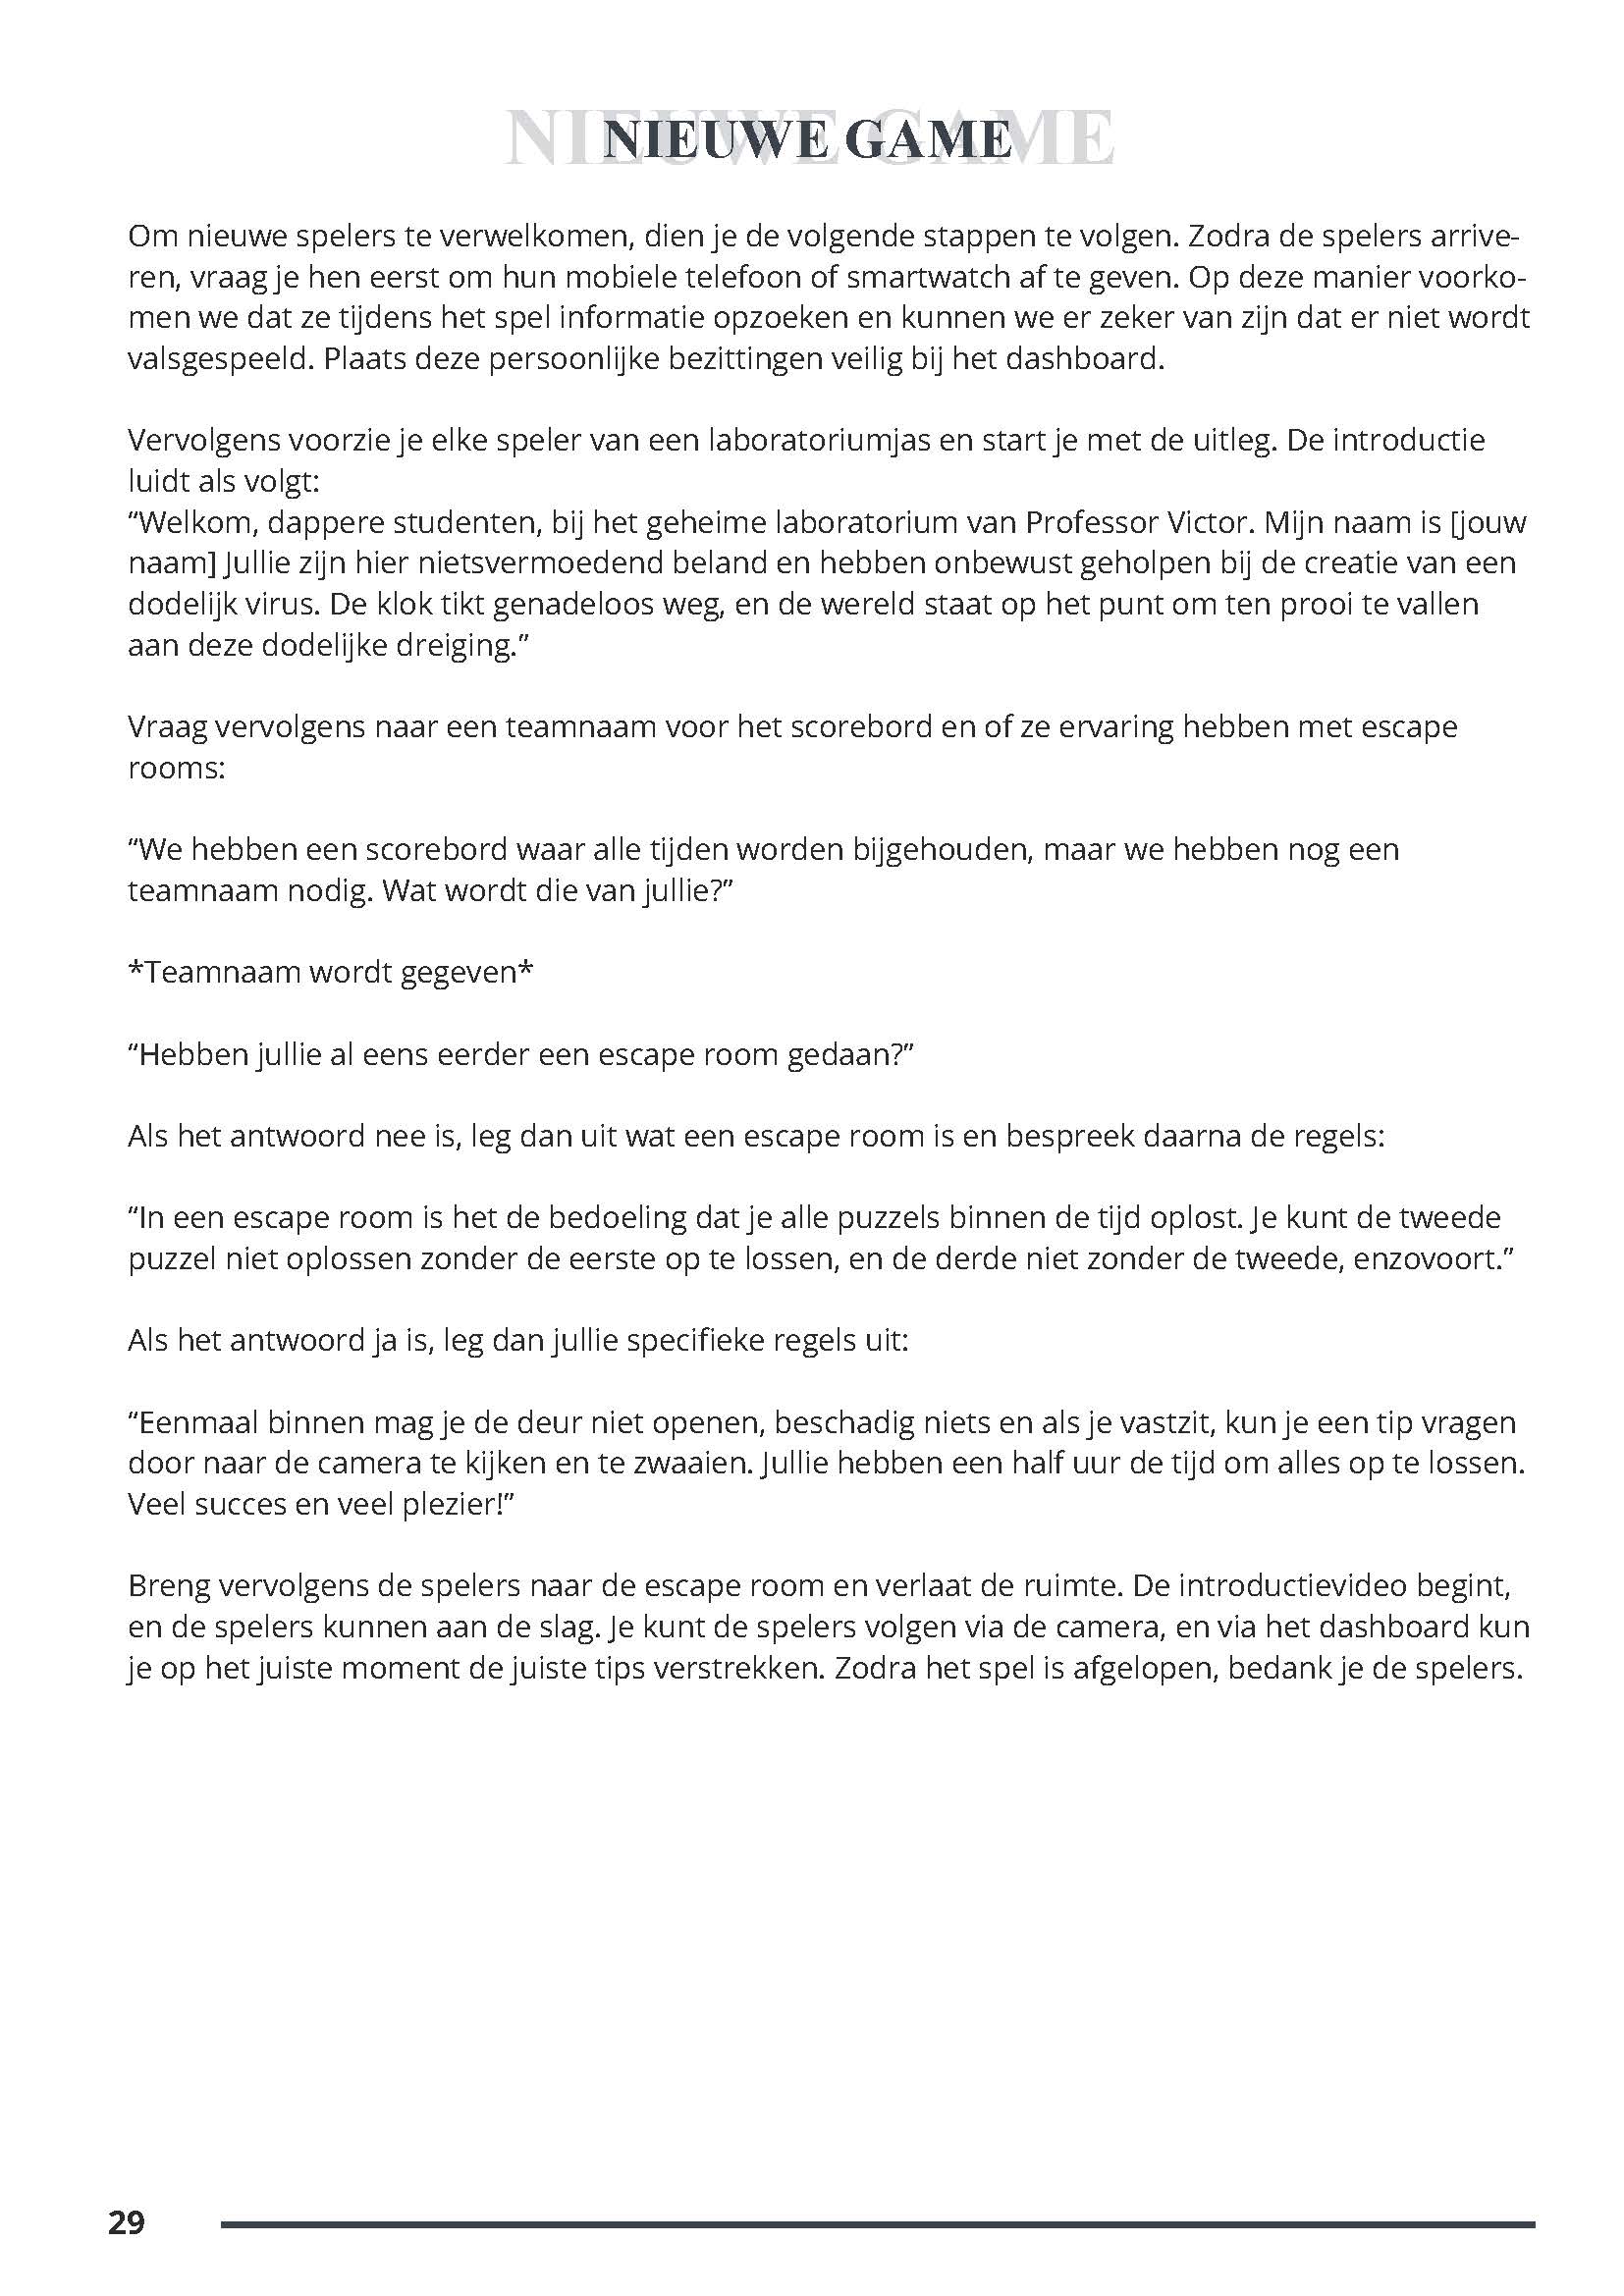 NIEUWE GAME
Om nieuwe spelers te verwelkomen, dien je de volgende stappen te volgen. Zodra de spelers arrive-
ren, vraag je hen eerst om hun mobiele telefoon of smartwatch af te geven. Op deze manier voorko-
men we dat ze tijdens het spel informatie opzoeken en kunnen we er zeker van zijn dat er niet wordt
valsgespeeld. Plaats deze persoonlijke bezittingen veilig bij het dashboard.
Vervolgens voorzie je elke speler van een laboratoriumjas en start je met de uitleg. De introductie
luidt als volgt:
“Welkom, dappere studenten, bij het geheime laboratorium van Professor Victor. Mijn naam is [jouw
naam] Jullie zijn hier nietsvermoedend beland en hebben onbewust geholpen bij de creatie van een
dodelijk virus. De klok tikt genadeloos weg, en de wereld staat op het punt om ten prooi te vallen
aan deze dodelijke dreiging.”
Vraag vervolgens naar een teamnaam voor het scorebord en of ze ervaring hebben met escape
rooms:
“We hebben een scorebord waar alle tijden worden bijgehouden, maar we hebben nog een
teamnaam nodig. Wat wordt die van jullie?”
*Teamnaam wordt gegeven*
“Hebben jullie al eens eerder een escape room gedaan?”
Als het antwoord nee is, leg dan uit wat een escape room is en bespreek daarna de regels:
“In een escape room is het de bedoeling dat je alle puzzels binnen de tijd oplost. Je kunt de tweede
puzzel niet oplossen zonder de eerste op te lossen, en de derde niet zonder de tweede, enzovoort.”
Als het antwoord ja is, leg dan jullie specifieke regels uit:
“Eenmaal binnen mag je de deur niet openen, beschadig niets en als je vastzit, kun je een tip vragen
door naar de camera te kijken en te zwaaien. Jullie hebben een half uur de tijd om alles op te lossen.
Veel succes en veel plezier!”
Breng vervolgens de spelers naar de escape room en verlaat de ruimte. De introductievideo begint,
en de spelers kunnen aan de slag. Je kunt de spelers volgen via de camera, en via het dashboard kun
je op het juiste moment de juiste tips verstrekken. Zodra het spel is afgelopen, bedank je de spelers.
29